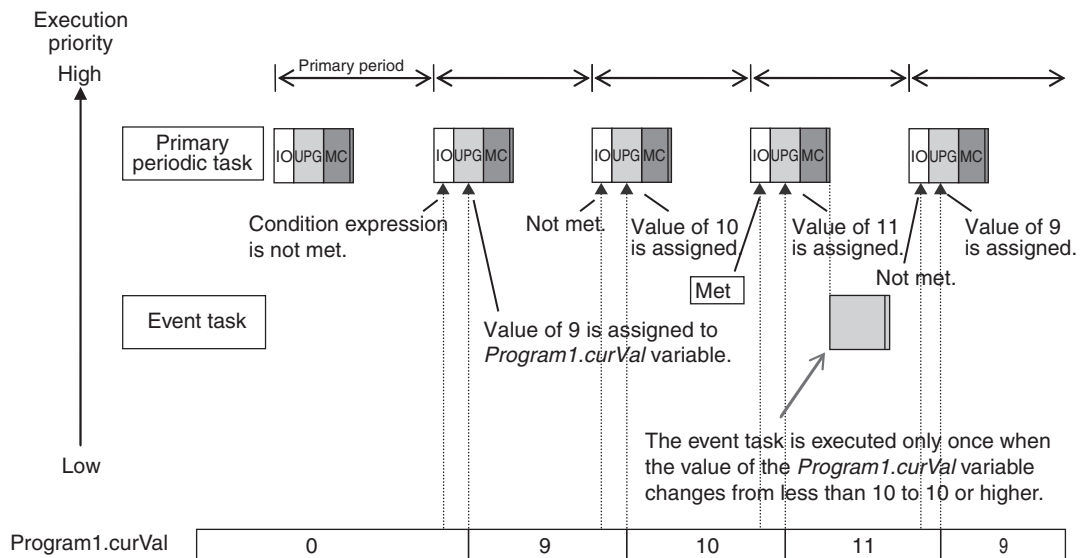 Execution
priority
High
Primary period
Primary
periodic task
IO UPG MC
IO UPG MC
IO UPG MC
IO UPG MC
IO UPG MC
Condition expression
is not met.
Not met.
Value of 10
is assigned.
Value of 11
is assigned.
Value of 9
is assigned.
Not met.
Met
Event task
Value of 9 is assigned to
Program1.curVal variable.
The event task is executed only once when
the value of the Program1.curVal variable
changes from less than 10 to 10 or higher.
Low
Program1.curVal
0
9
10
11
9